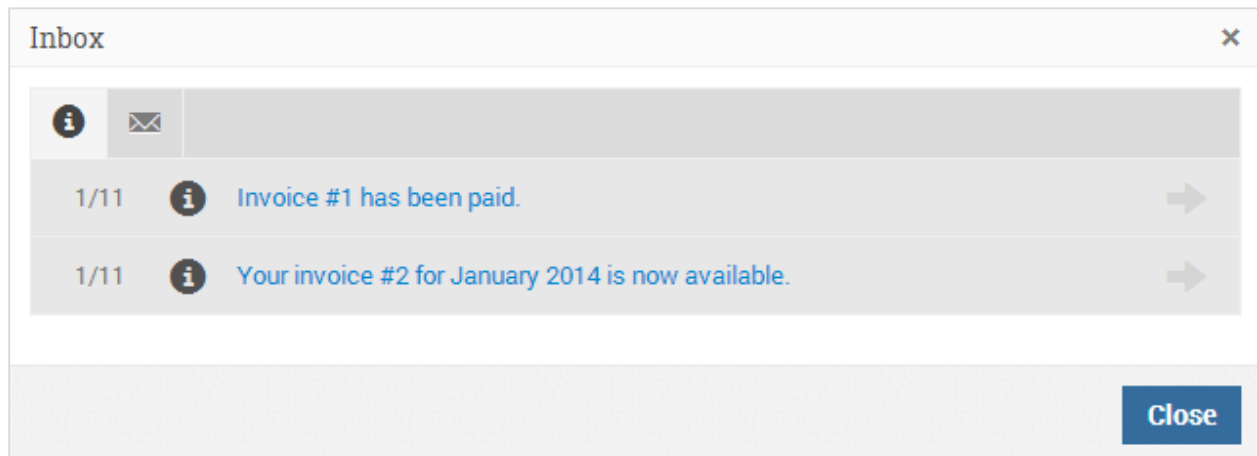 Inbox
1/11 Invoice #1 has been paid.
1/11 Your invoice #2 for January 2014 is now available.
Close